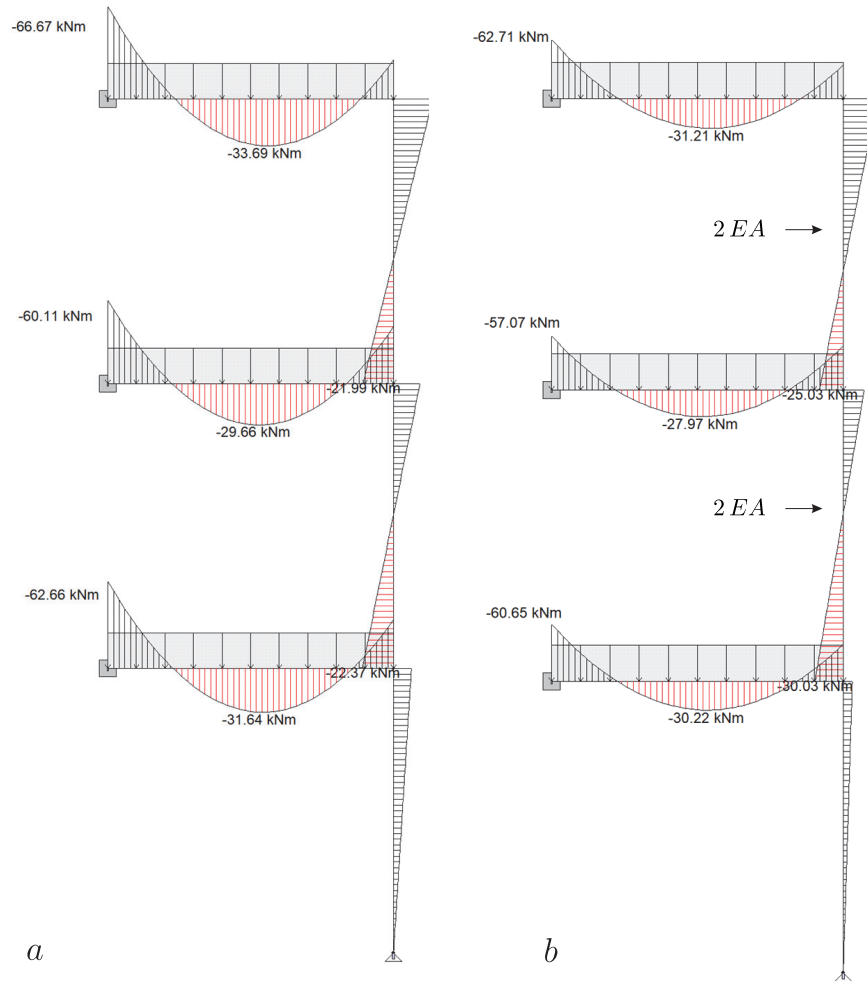 -66.67 kNm
-33.69 kNm
-60.11 kNm
-21.99 kNm
-29.66 kNm
-62.66 kNm
-22.37 kNm
-31.64 kNm
a
-62.71 kNm
-31.21 kNm
2 EA
-57.07 kNm
-25.03 kNm
-27.97 kNm
2 EA
-60.65 kNm
-30.03 kNm
-30.22 kNm
b